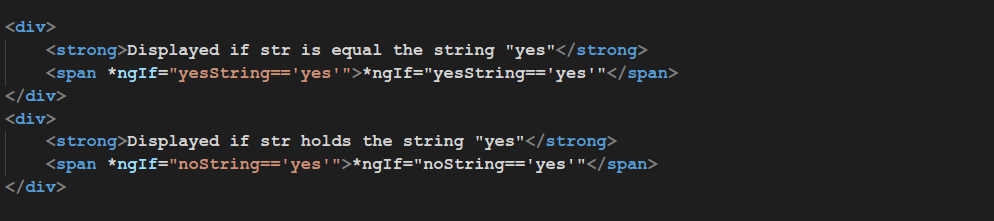 <div>
<strong>Displayed if str is equal the string "yes"</strong>
<span *ngIf="yesString=='yes'">*ngIf="yesString=='yes'"</span>
</div>
<div>
<strong>Displayed if str holds the string "yes"</strong>
<span *ngIf="noString=='yes'">*ngIf="noString=='yes'"</span>
</div>